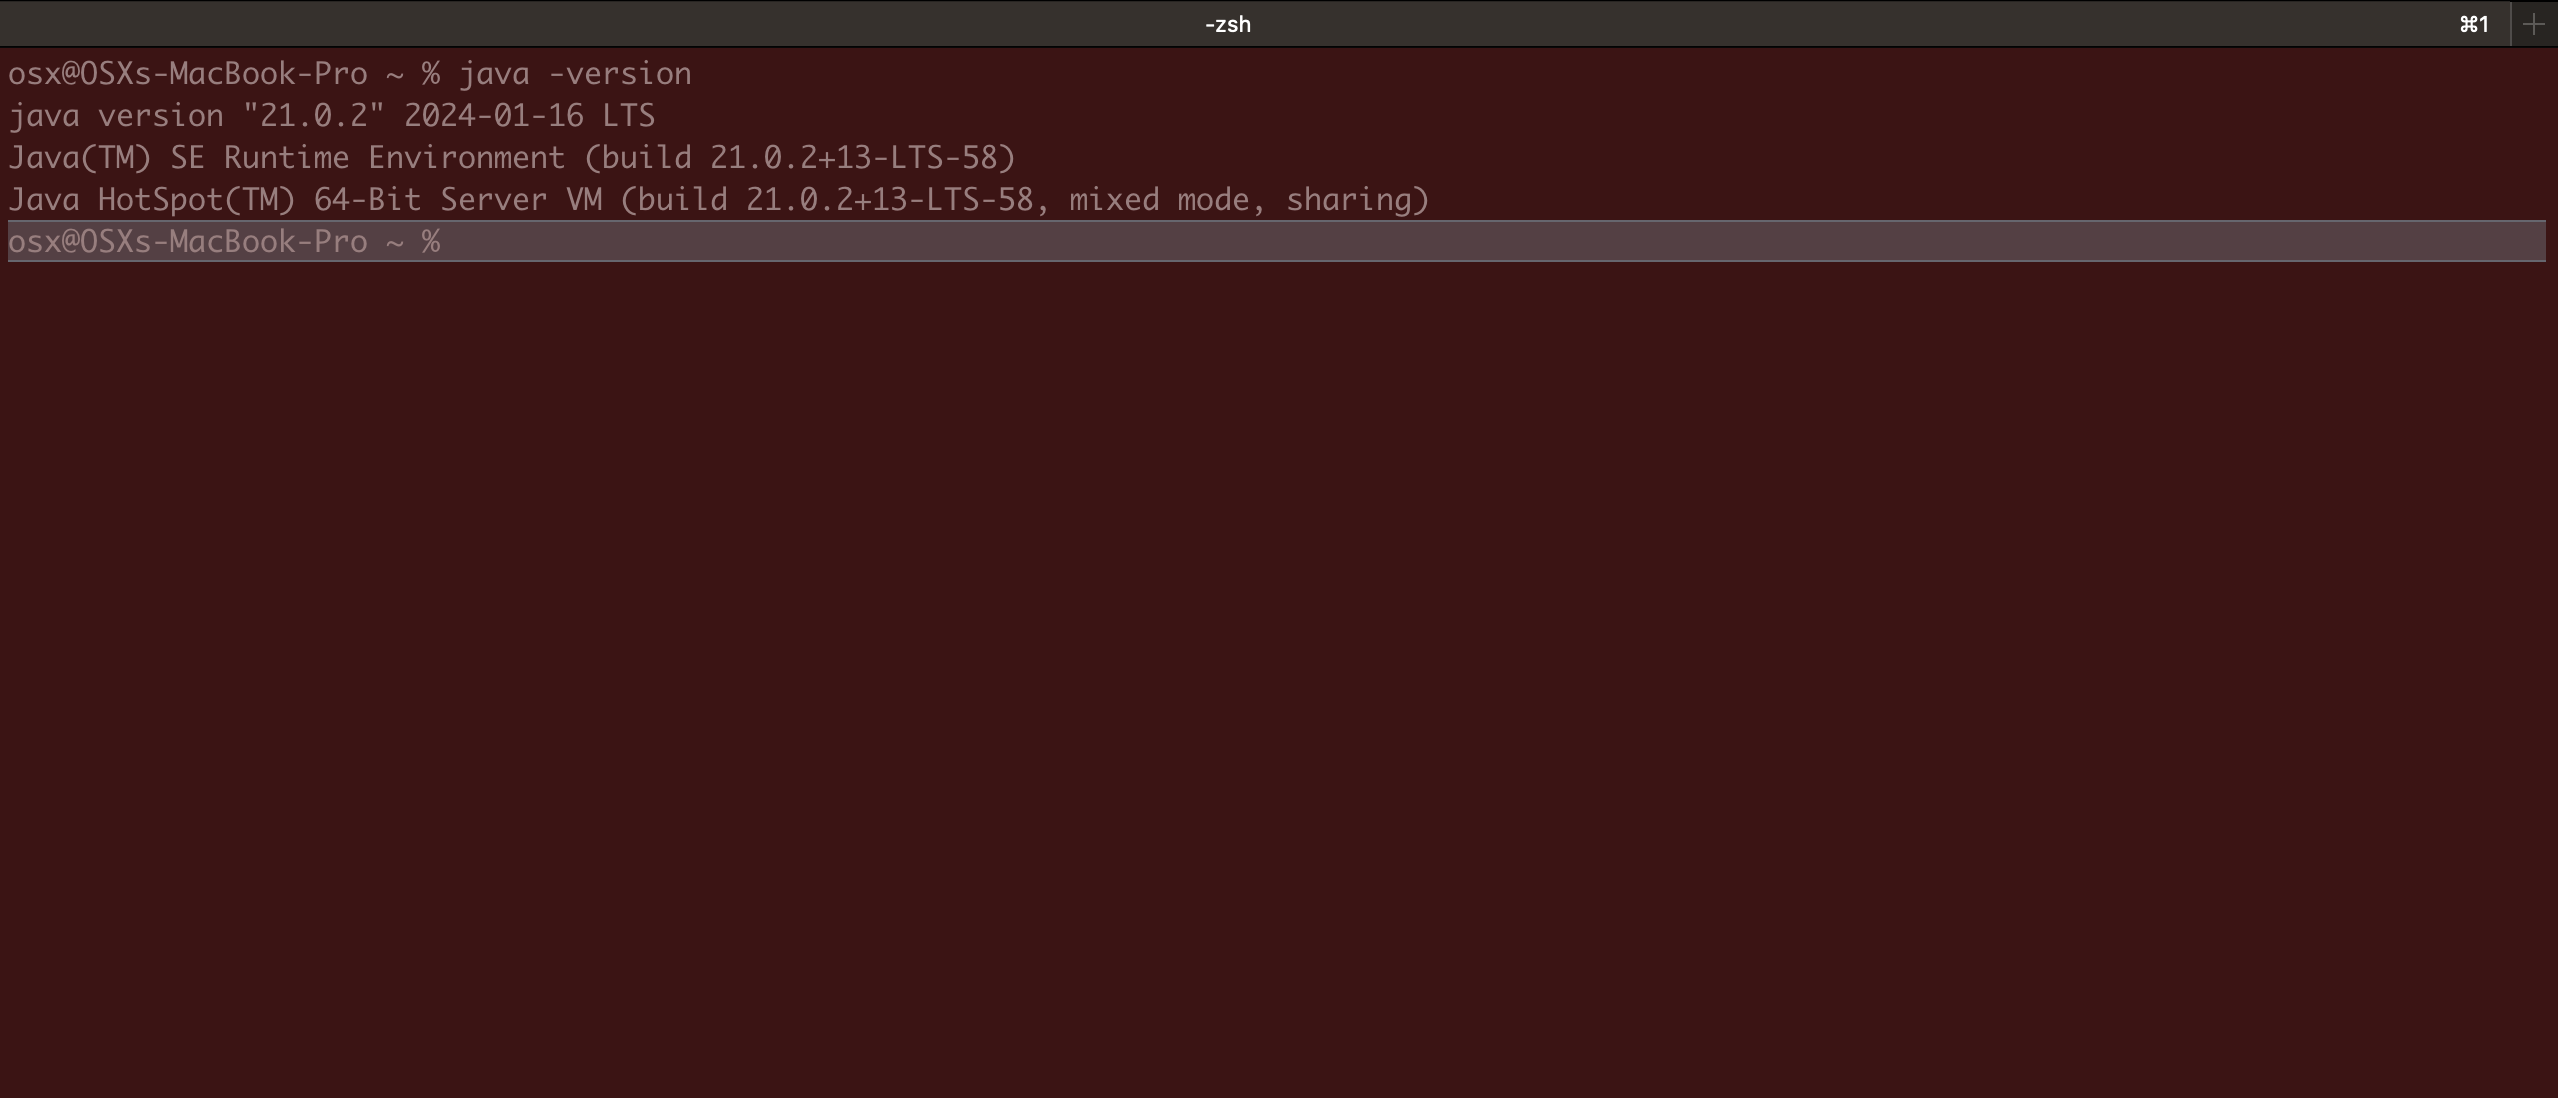 -zsh ⌘1 +
osx@OSXs-MacBook-Pro ~ % java -version
java version "21.0.2" 2024-01-16 LTS
Java(TM) SE Runtime Environment (build 21.0.2+13-LTS-58)
Java HotSpot(TM) 64-Bit Server VM (build 21.0.2+13-LTS-58, mixed mode, sharing)
osx@OSXs-MacBook-Pro ~ %